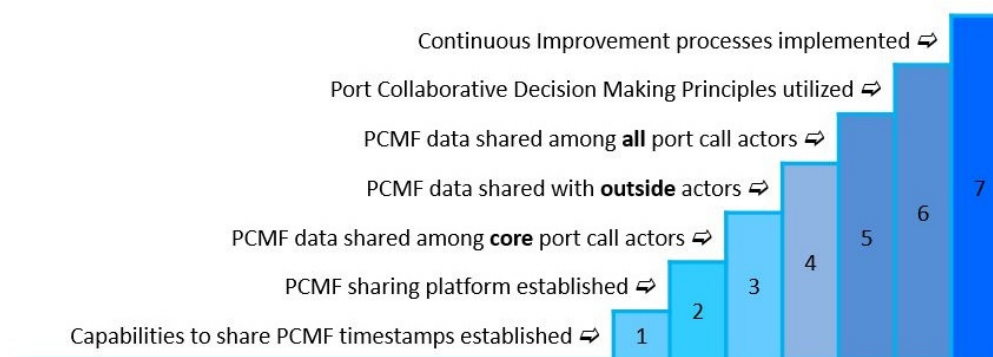 Continuous Improvement processes implemented ➩
Port Collaborative Decision Making Principles utilized ➩
PCMF data shared among all port call actors ➩
PCMF data shared with outside actors ➩
PCMF data shared among core port call actors ➩
PCMF sharing platform established ➩
Capabilities to share PCMF timestamps established ➩
1
2
3
4
5
6
7